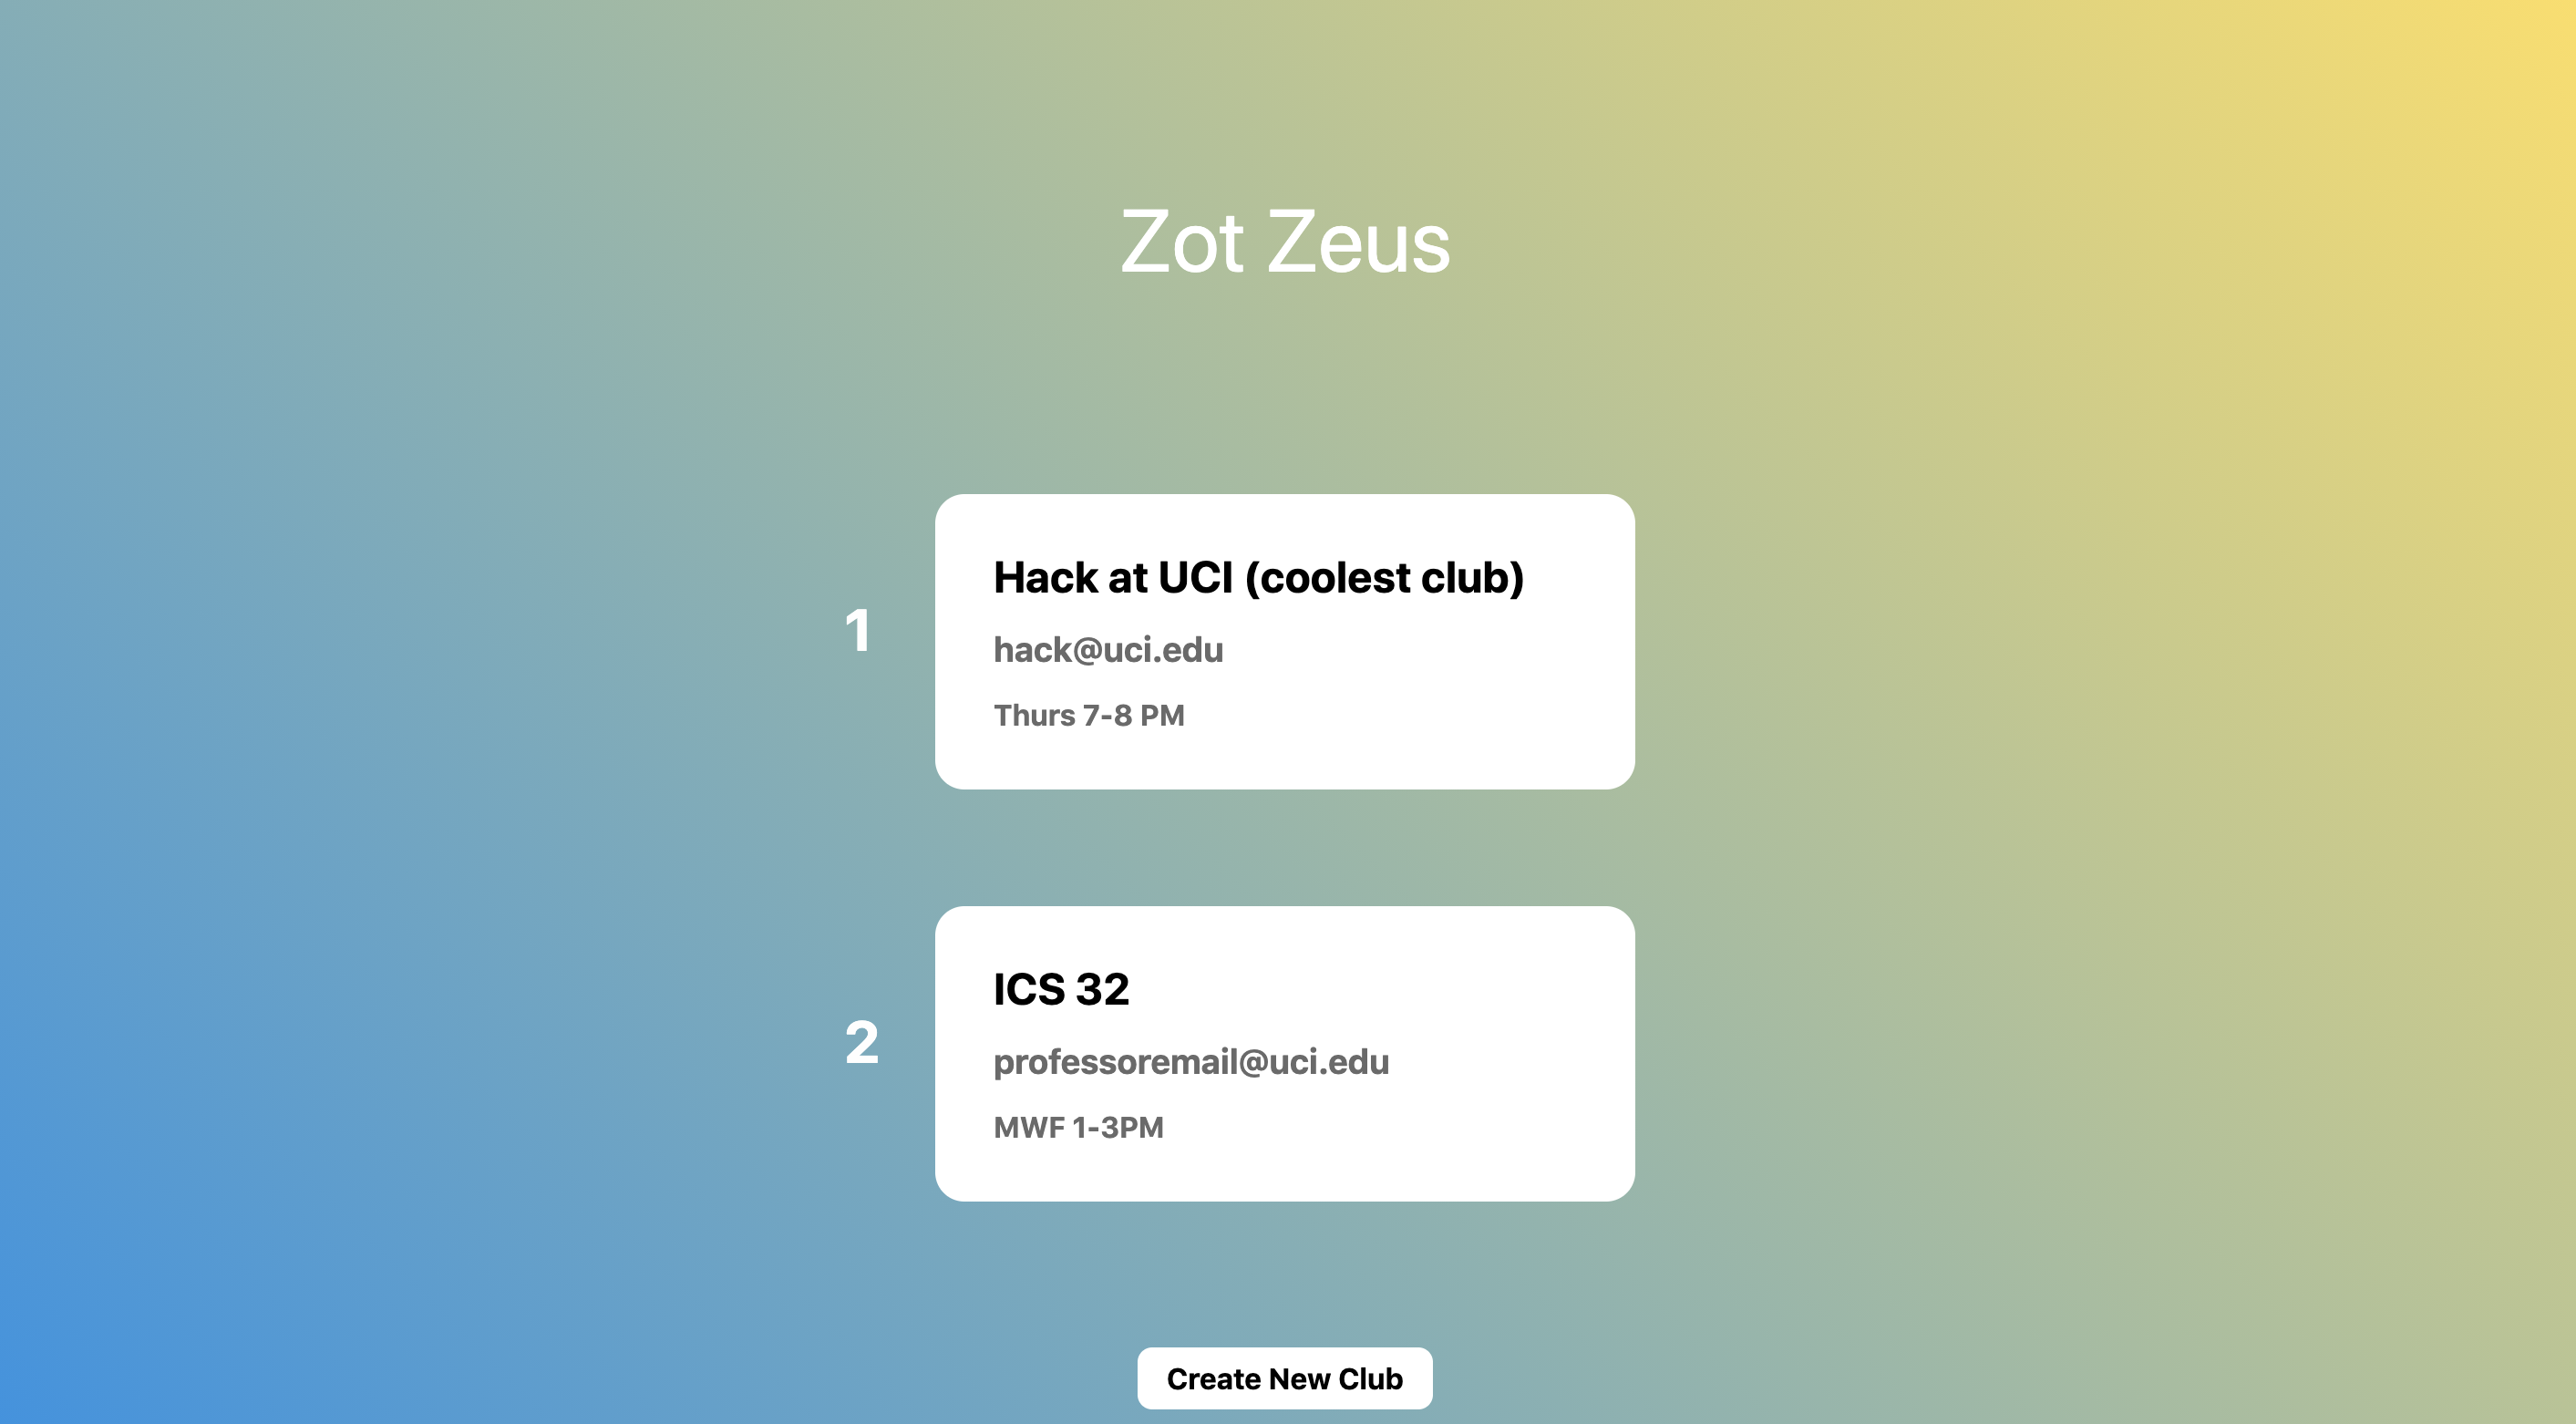 Zot Zeus
1
Hack at UCI (coolest club)
hack@uci.edu
Thurs 7-8 PM
2
ICS 32
professoremail@uci.edu
MWF 1-3PM
Create New Club